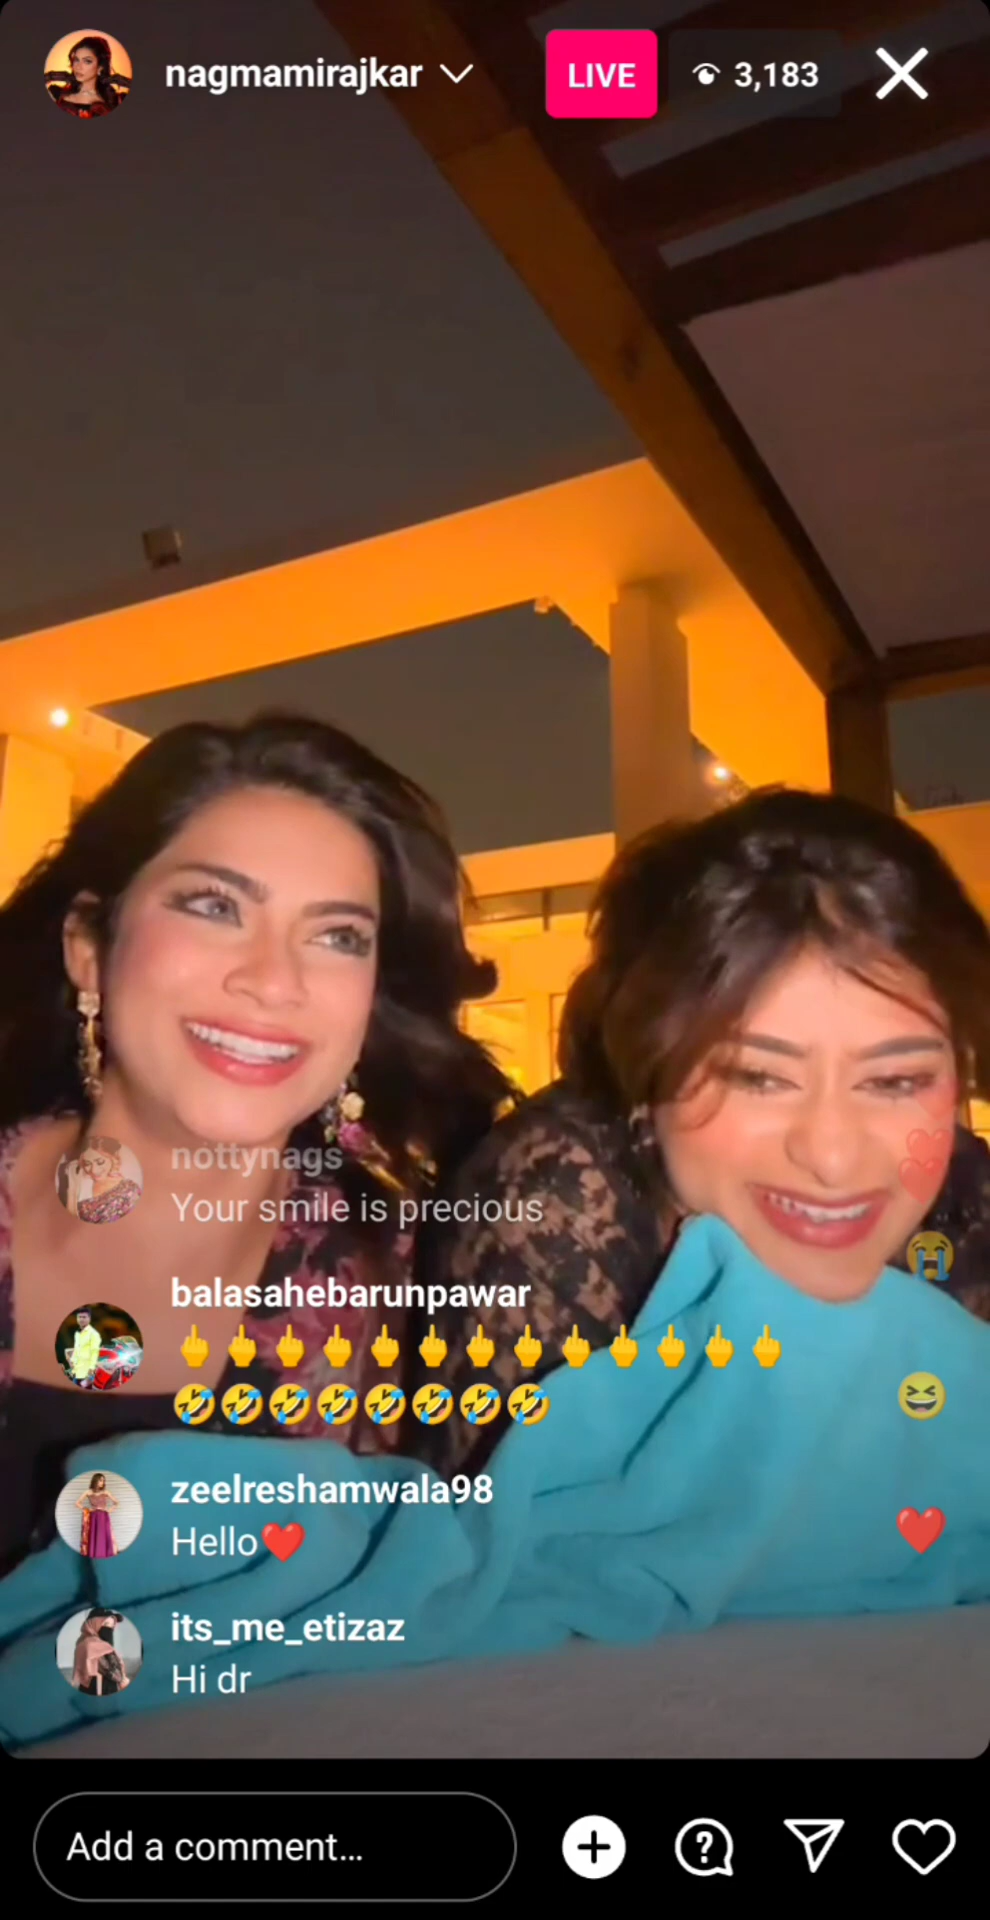 nagmamirajkar
LIVE
3,183
nottynags
Your smile is precious
balasahebarunpawar
🖕🖕🖕🖕🖕🖕🖕🖕🖕🖕🖕🖕🖕
🤣🤣🤣🤣🤣🤣🤣🤣
zeelreshamwala98
Hello❤️
its_me_etizaz
Hi dr
Add a comment...